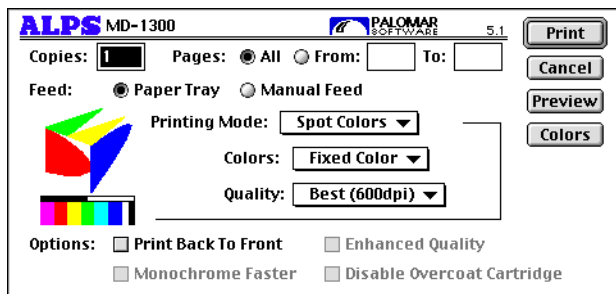 ALPS MD-1300 PALOMAR SOFTWARE 5.1
Print
Copies: 1 Pages: All From: To:
Cancel
Feed: Paper Tray Manual Feed
Preview
Printing Mode: Spot Colors
Colors
Colors: Fixed Color
Quality: Best (600dpi)
Options: Print Back To Front Enhanced Quality
Monochrome Faster Disable Overcoat Cartridge